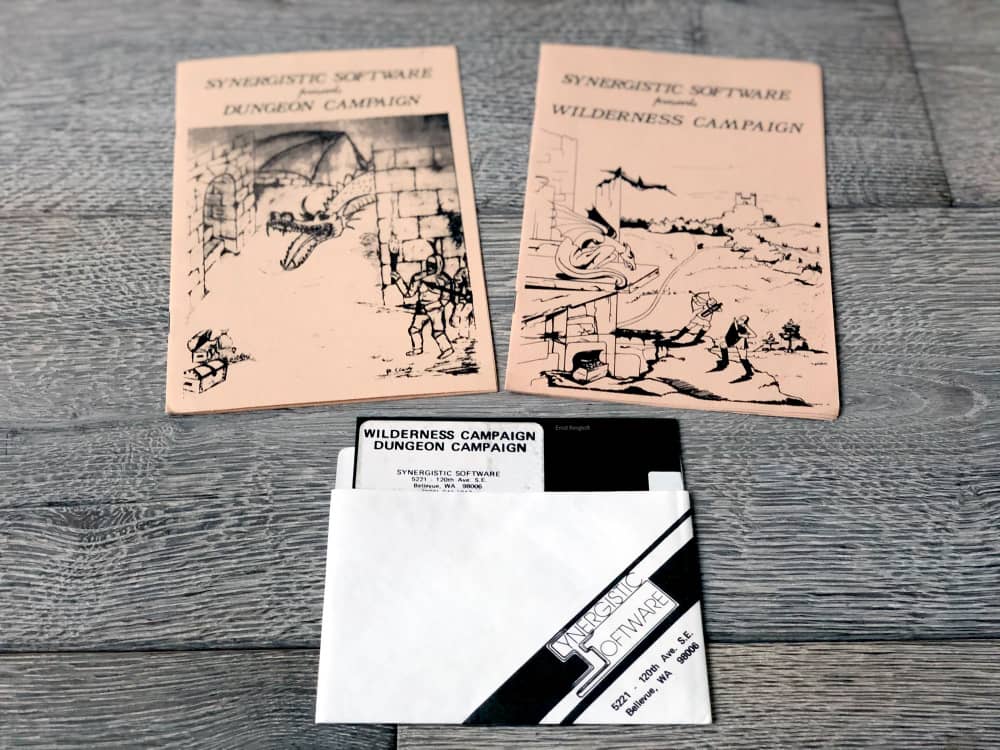 SYNERGISTIC SOFTWARE
presents
DUNGEON CAMPAIGN
SYNERGISTIC SOFTWARE
presents
WILDERNESS CAMPAIGN
WILDERNESS CAMPAIGN
DUNGEON CAMPAIGN
SYNERGISTIC SOFTWARE
5221 - 120th Ave. S.E.
Bellevue, WA 98006
SYNERGISTIC
SOFTWARE
5221 - 120th Ave. S.E.
Bellevue, WA 98006